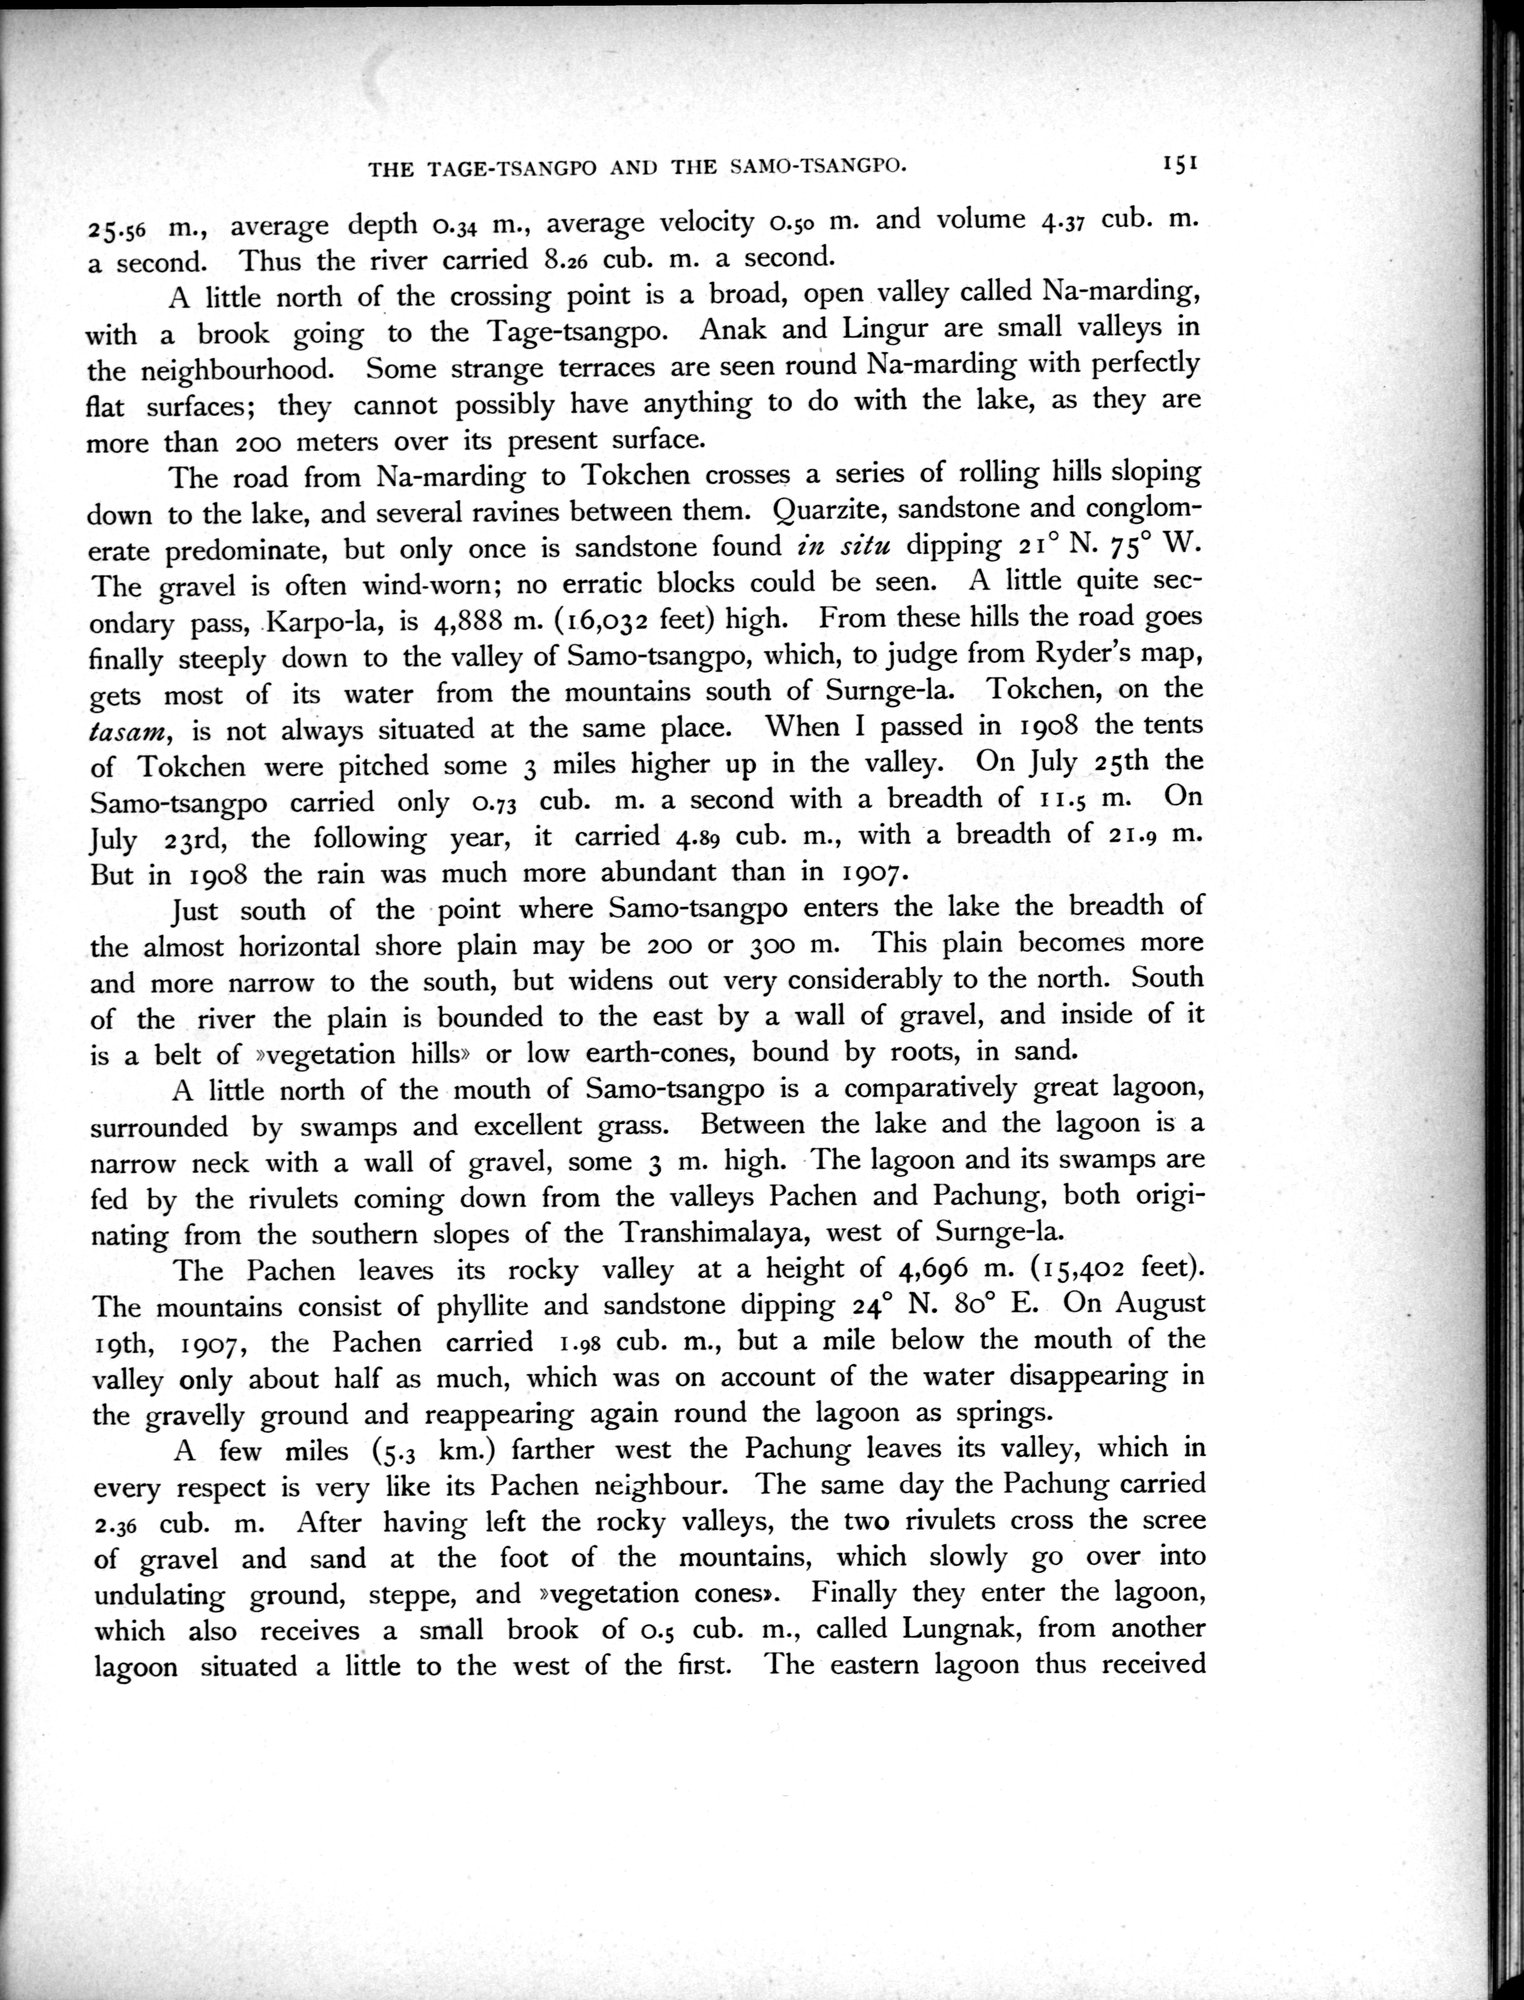 THE TAGE-TSANGPO AND THE SAMO-TSANGPO. 151
25.56 m., average depth 0.34 m., average velocity 0.50 m. and volume 4.37 cub. m.
a second. Thus the river carried 8.26 cub. m. a second.
A little north of the crossing point is a broad, open valley called Na-marding,
with a brook going to the Tage-tsangpo. Anak and Lingur are small valleys in
the neighbourhood. Some strange terraces are seen round Na-marding with perfectly
flat surfaces; they cannot possibly have anything to do with the lake, as they are
more than 200 meters over its present surface.
The road from Na-marding to Tokchen crosses a series of rolling hills sloping
down to the lake, and several ravines between them. Quarzite, sandstone and conglom-
erate predominate, but only once is sandstone found in situ dipping 21° N. 75° W.
The gravel is often wind-worn; no erratic blocks could be seen. A little quite sec-
ondary pass, Karpo-la, is 4,888 m. (16,032 feet) high. From these hills the road goes
finally steeply down to the valley of Samo-tsangpo, which, to judge from Ryder's map,
gets most of its water from the mountains south of Surnge-la. Tokchen, on the
tasam, is not always situated at the same place. When I passed in 1908 the tents
of Tokchen were pitched some 3 miles higher up in the valley. On July 25th the
Samo-tsangpo carried only 0.73 cub. m. a second with a breadth of 11.5 m. On
July 23rd, the following year, it carried 4.89 cub. m., with a breadth of 21.9 m.
But in 1908 the rain was much more abundant than in 1907.
Just south of the point where Samo-tsangpo enters the lake the breadth of
the almost horizontal shore plain may be 200 or 300 m. This plain becomes more
and more narrow to the south, but widens out very considerably to the north. South
of the river the plain is bounded to the east by a wall of gravel, and inside of it
is a belt of »vegetation hills» or low earth-cones, bound by roots, in sand.
A little north of the mouth of Samo-tsangpo is a comparatively great lagoon,
surrounded by swamps and excellent grass. Between the lake and the lagoon is a
narrow neck with a wall of gravel, some 3 m. high. The lagoon and its swamps are
fed by the rivulets coming down from the valleys Pachen and Pachung, both origi-
nating from the southern slopes of the Transhimalaya, west of Surnge-la.
The Pachen leaves its rocky valley at a height of 4,696 m. (15,402 feet).
The mountains consist of phyllite and sandstone dipping 24° N. 80° E. On August
19th, 1907, the Pachen carried 1.98 cub. m., but a mile below the mouth of the
valley only about half as much, which was on account of the water disappearing in
the gravelly ground and reappearing again round the lagoon as springs.
A few miles (5.3 km.) farther west the Pachung leaves its valley, which in
every respect is very like its Pachen neighbour. The same day the Pachung carried
2.36 cub. m. After having left the rocky valleys, the two rivulets cross the scree
of gravel and sand at the foot of the mountains, which slowly go over into
undulating ground, steppe, and »vegetation cones». Finally they enter the lagoon,
which also receives a small brook of 0.5 cub. m., called Lungnak, from another
lagoon situated a little to the west of the first. The eastern lagoon thus received